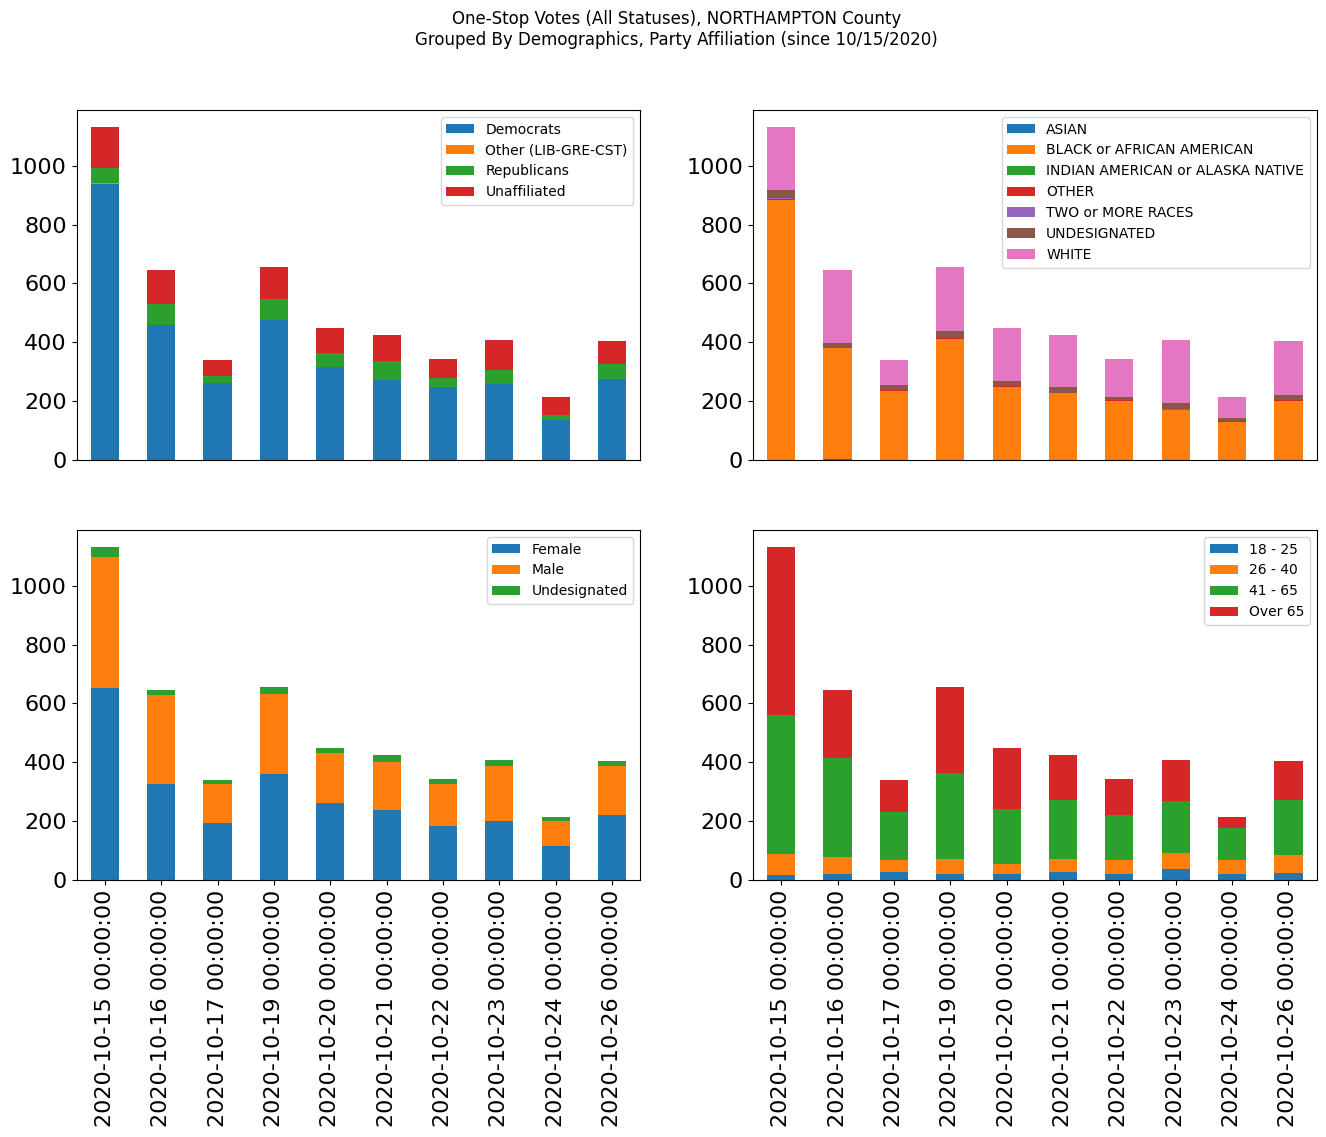 One-Stop Votes (All Statuses), NORTHAMPTON County
Grouped By Demographics, Party Affiliation (since 10/15/2020)
1000
800
600
400
200
0
Democrats
Other (LIB-GRE-CST)
Republicans
Unaffiliated
1000
800
600
400
200
0
ASIAN
BLACK or AFRICAN AMERICAN
INDIAN AMERICAN or ALASKA NATIVE
OTHER
TWO or MORE RACES
UNDESIGNATED
WHITE
1000
800
600
400
200
0
Female
Male
Undesignated
2020-10-15 00:00:00
2020-10-16 00:00:00
2020-10-17 00:00:00
2020-10-19 00:00:00
2020-10-20 00:00:00
2020-10-21 00:00:00
2020-10-22 00:00:00
2020-10-23 00:00:00
2020-10-24 00:00:00
2020-10-26 00:00:00
1000
800
600
400
200
0
18 - 25
26 - 40
41 - 65
Over 65
2020-10-15 00:00:00
2020-10-16 00:00:00
2020-10-17 00:00:00
2020-10-19 00:00:00
2020-10-20 00:00:00
2020-10-21 00:00:00
2020-10-22 00:00:00
2020-10-23 00:00:00
2020-10-24 00:00:00
2020-10-26 00:00:00